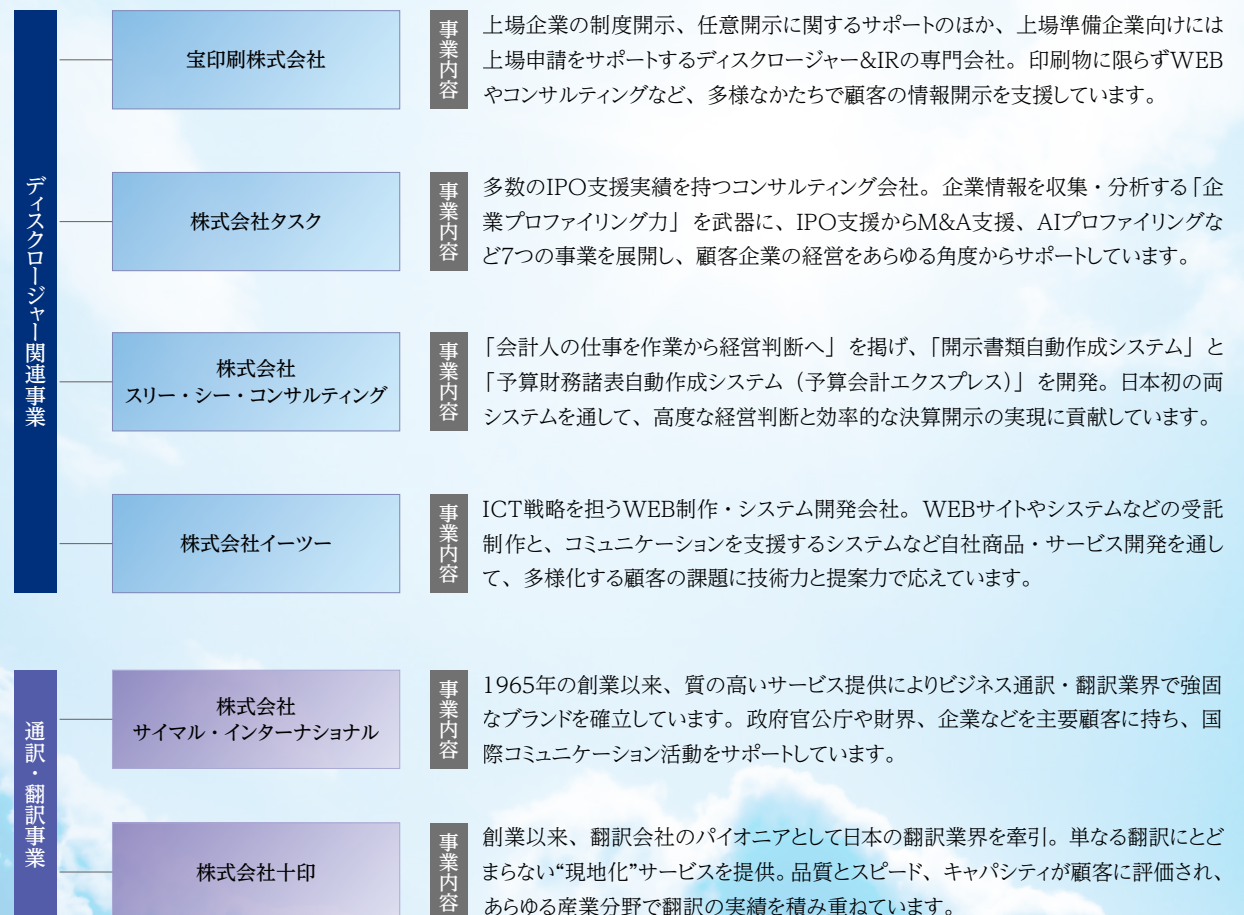 ディスクロージャー関連事業
宝印刷株式会社
事業内容
上場企業の制度開示、任意開示に関するサポートのほか、上場準備企業向けには
上場申請をサポートするディスクロージャー&IRの専門会社。印刷物に限らずWEB
やコンサルティングなど、多様なかたちで顧客の情報開示を支援しています。
株式会社タスク
事業内容
多数のIPO支援実績を持つコンサルティング会社。企業情報を収集・分析する「企
業プロファイリング力」を武器に、IPO支援からM&A支援、AIプロファイリングな
ど7つの事業を展開し、顧客企業の経営をあらゆる角度からサポートしています。
株式会社
スリー・シー・コンサルティング
事業内容
「会計人の仕事を作業から経営判断へ」を掲げ、「開示書類自動作成システム」と
「予算財務諸表自動作成システム（予算会計エクスプレス）」を開発。日本初の両
システムを通して、高度な経営判断と効率的な決算開示の実現に貢献しています。
株式会社イーツー
事業内容
ICT戦略を担うWEB制作・システム開発会社。WEBサイトやシステムなどの受託
制作と、コミュニケーションを支援するシステムなど自社商品・サービス開発を通し
て、多様化する顧客の課題に技術力と提案力で応えています。
通訳・翻訳事業
株式会社
サイマル・インターナショナル
事業内容
1965年の創業以来、質の高いサービス提供によりビジネス通訳・翻訳業界で強固
なブランドを確立しています。政府官公庁や財界、企業などを主要顧客に持ち、国
際コミュニケーション活動をサポートしています。
株式会社十印
事業内容
創業以来、翻訳会社のパイオニアとして日本の翻訳業界を牽引。単なる翻訳にとど
まらない“現地化”サービスを提供。品質とスピード、キャパシティが顧客に評価され、
あらゆる産業分野で翻訳の実績を積み重ねています。